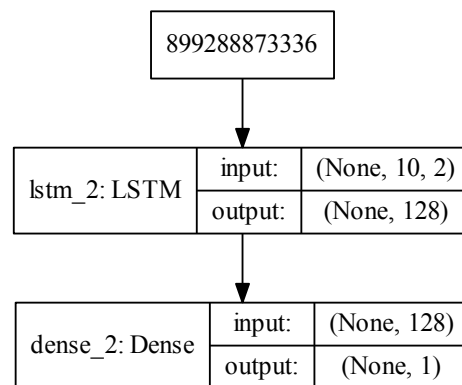 899288873336
lstm_2: LSTM
input: (None, 10, 2)
output: (None, 128)
dense_2: Dense
input: (None, 128)
output: (None, 1)